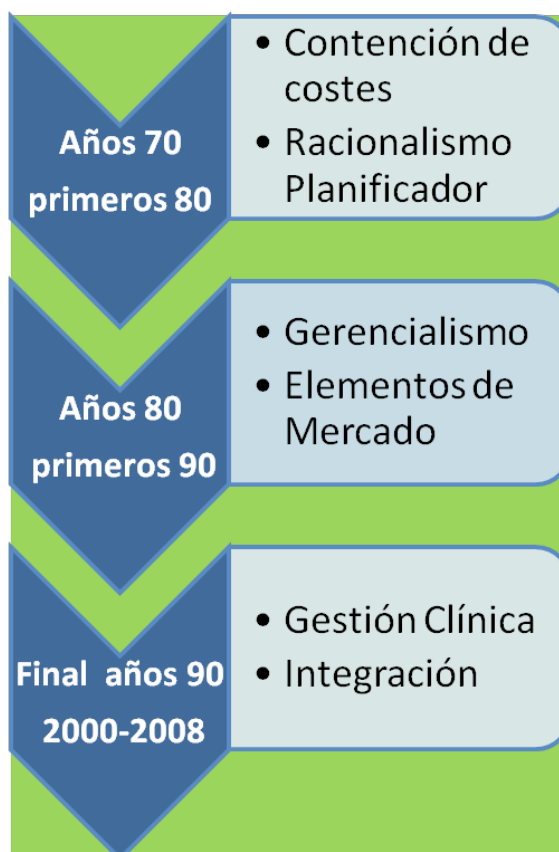 Años 70
primeros 80
• Contención de
costes
• Racionalismo
Planificador
Años 80
primeros 90
• Gerencialismo
• Elementos de
Mercado
Final años 90
2000-2008
• Gestión Clínica
• Integración